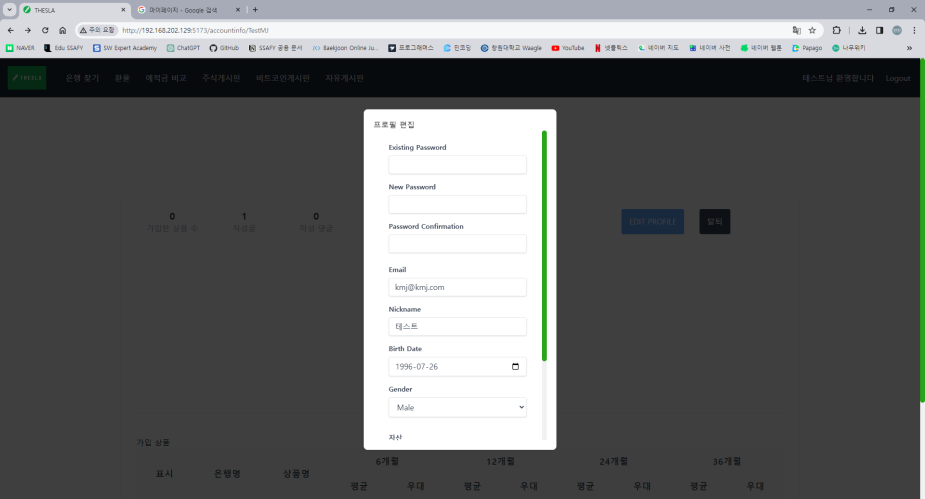 THESLA
마이페이지 - Google 검색
주의 요함 http://192.168.202.129:5173/accountinfo/TestMJ
NAVER Edu SSAFY SW Expert Academy ChatGPT GitHub SSAFY 공용 문서 Baekjoon Online Ju... 프로그래머스 민코딩 창원대학교 Waagle YouTube 넷플릭스 네이버 지도 네이버 사전 네이버 웹툰 Papago 나무위키 »
THESLA 은행 찾기 환율 예적금 비교 주식게시판 비트코인게시판 자유게시판 테스트님 환영합니다 Logout
프로필 편집
Existing Password
New Password
Password Confirmation
Email
kmj@kmj.com
Nickname
테스트
Birth Date
1996-07-26
Gender
Male
자산
0 1 0
가입한 상품 수 작성글 작성 댓글
EDIT PROFILE 탈퇴
가입 상품
표시 은행명 상품명 6개월 12개월 24개월 36개월
평균 우대 평균 우대 평균 우대 평균 우대